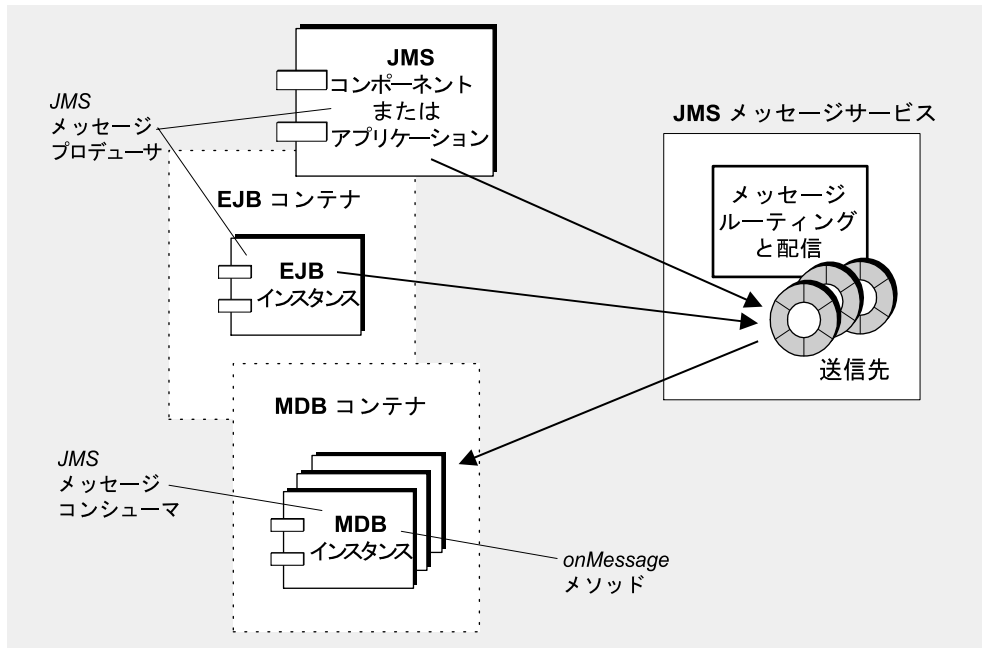 JMS
コンポーネント
または
アプリケーション
JMS
メッセージ
プロデューサ
JMS メッセージサービス
メッセージ
ルーティング
と配信
送信先
EJB コンテナ
EJB
インスタンス
MDB コンテナ
JMS
メッセージ
コンシューマ
MDB
インスタンス
onMessage
メソッド